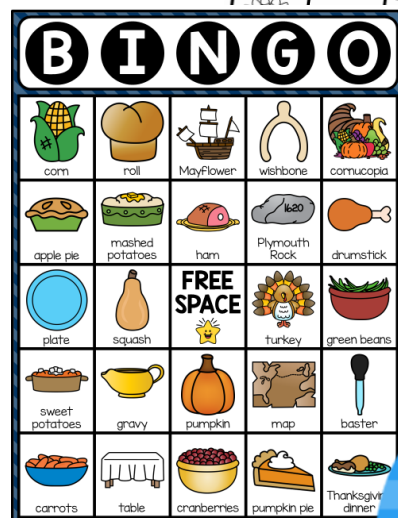 B I N G O
corn roll Mayflower wishbone cornucopia
1620
apple pie mashed potatoes ham Plymouth Rock drumstick
FREE SPACE
plate squash turkey green beans
sweet potatoes gravy pumpkin map baster
carrots table cranberries pumpkin pie dinner